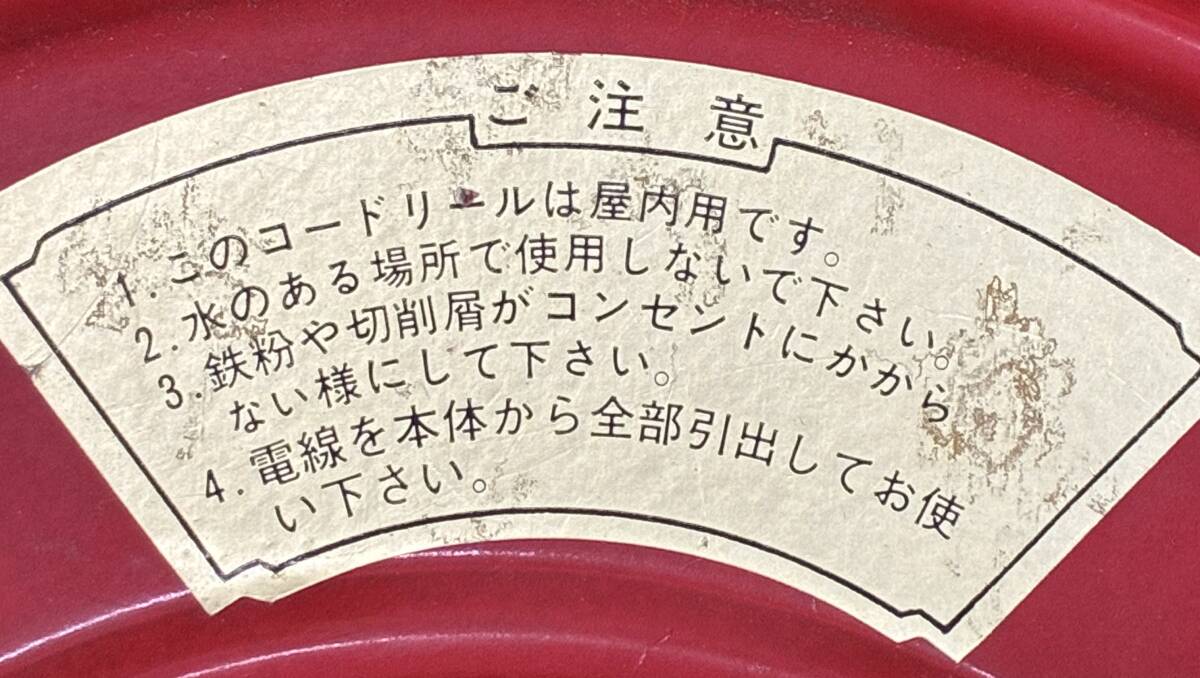 ご注意
1. このコードリールは屋内用です。
2. 水のある場所で使用しないで下さい。
3. 鉄粉や切削屑がコンセントにかから
ない様にして下さい。
4. 電線を本体から全部引出してお使
い下さい。